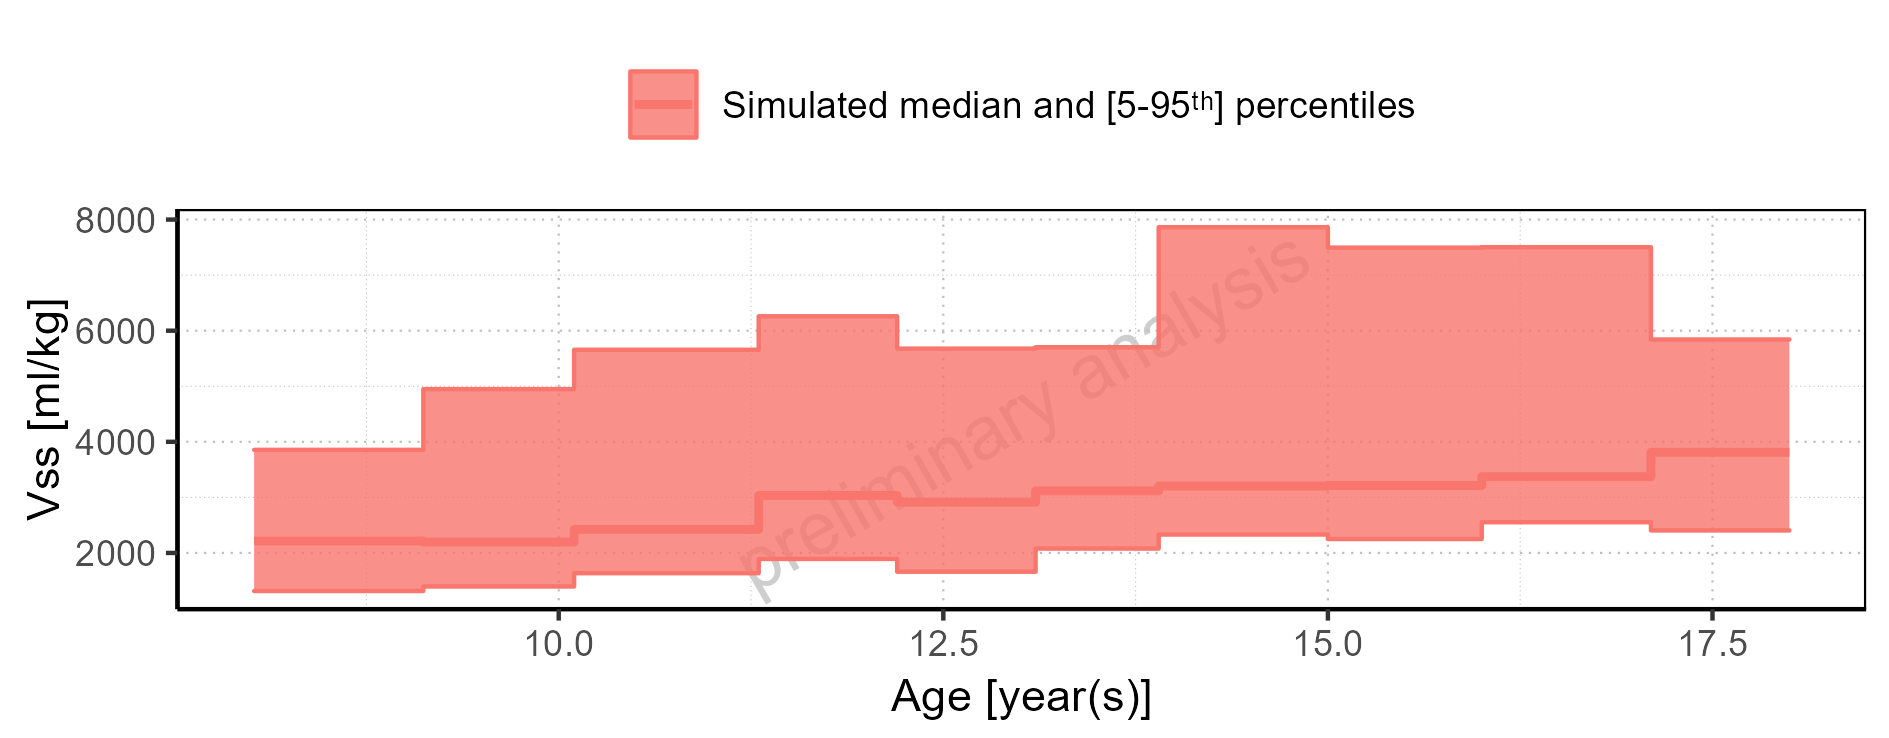 Simulated median and [5-95th] percentiles
8000
6000
4000
2000
Vss [ml/kg]
preliminary analysis
10.0 12.5 15.0 17.5
Age [year(s)]